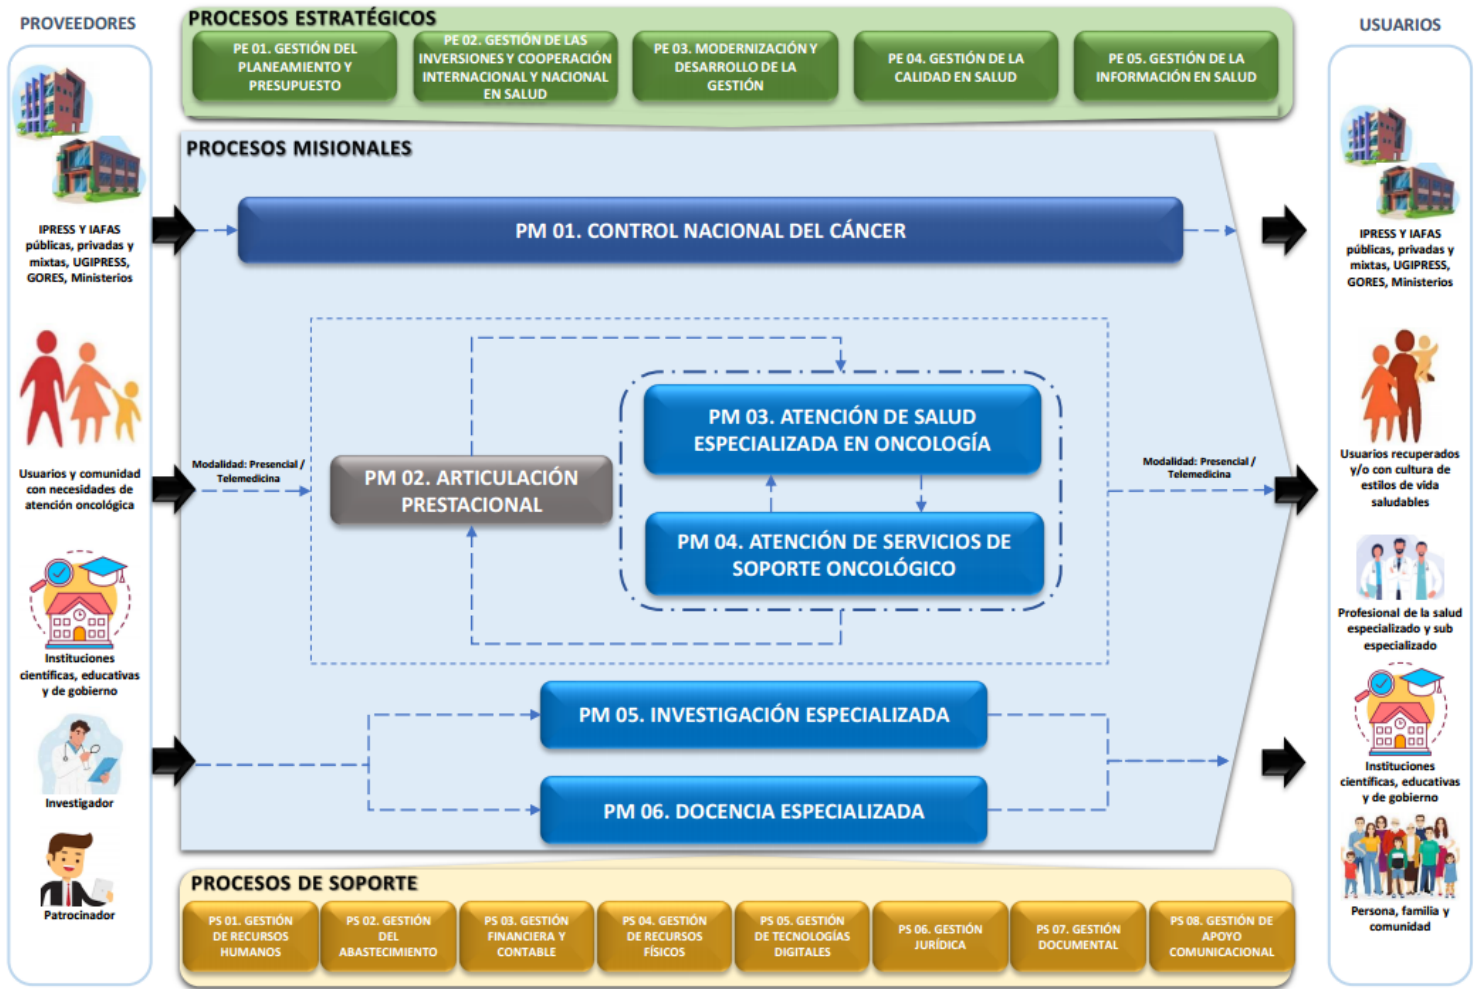 PROVEEDORES
IPRESS Y IAFAS
públicas, privadas y
mixtas, UGIPRESS,
GORES, Ministerios
Usuarios y comunidad
con necesidades de
atención oncológica
Instituciones
científicas, educativas
y de gobierno
Investigador
Patrocinador
PROCESOS ESTRATÉGICOS
PE 01. GESTIÓN DEL
PLANEAMIENTO Y
PRESUPUESTO
PE 02. GESTIÓN DE LAS
INVERSIONES Y COOPERACIÓN
INTERNACIONAL Y NACIONAL
EN SALUD
PE 03. MODERNIZACIÓN Y
DESARROLLO DE LA
GESTIÓN
PE 04. GESTIÓN DE LA
CALIDAD EN SALUD
PE 05. GESTIÓN DE LA
INFORMACIÓN EN SALUD
PROCESOS MISIONALES
PM 01. CONTROL NACIONAL DEL CÁNCER
Modalidad: Presencial /
Telemedicina
PM 02. ARTICULACIÓN
PRESTACIONAL
PM 03. ATENCIÓN DE SALUD
ESPECIALIZADA EN ONCOLOGÍA
PM 04. ATENCIÓN DE SERVICIOS DE
SOPORTE ONCOLÓGICO
Modalidad: Presencial /
Telemedicina
PM 05. INVESTIGACIÓN ESPECIALIZADA
PM 06. DOCENCIA ESPECIALIZADA
PROCESOS DE SOPORTE
PS 01. GESTIÓN
DE RECURSOS
HUMANOS
PS 02. GESTIÓN
DEL
ABASTECIMIENTO
PS 03. GESTIÓN
FINANCIERA Y
CONTABLE
PS 04. GESTIÓN
DE RECURSOS
FÍSICOS
PS 05. GESTIÓN
DE TECNOLOGÍAS
DIGITALES
PS 06. GESTIÓN
JURÍDICA
PS 07. GESTIÓN
DOCUMENTAL
PS 08. GESTIÓN DE
APOYO
COMUNICACIONAL
USUARIOS
IPRESS Y IAFAS
públicas, privadas y
mixtas, UGIPRESS,
GORES, Ministerios
Usuarios recuperados
y/o con cultura de
estilos de vida
saludables
Profesional de la salud
especializado y sub
especializado
Instituciones
científicas, educativas
y de gobierno
Persona, familia y
comunidad